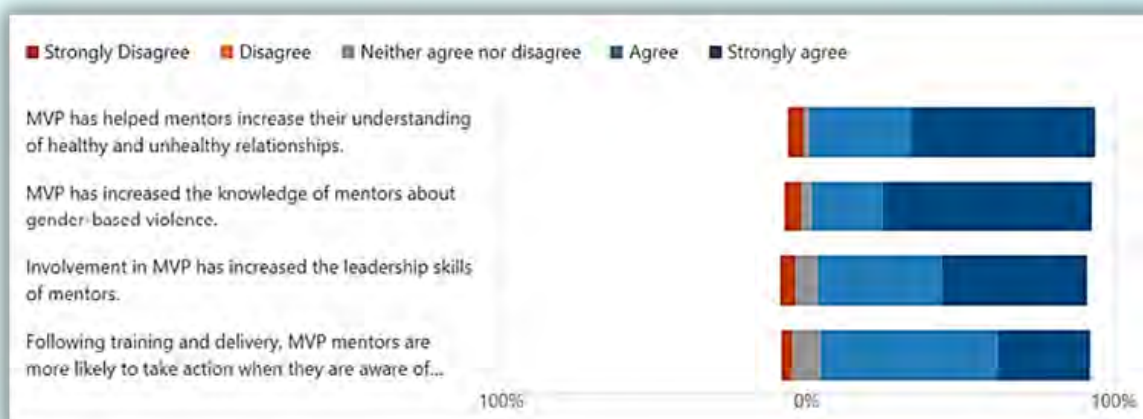 Strongly Disagree Disagree Neither agree nor disagree Agree Strongly agree
MVP has helped mentors increase their understanding
of healthy and unhealthy relationships.
MVP has increased the knowledge of mentors about
gender-based violence.
Involvement in MVP has increased the leadership skills
of mentors.
Following training and delivery, MVP mentors are
more likely to take action when they are aware of...
100% 0% 100%